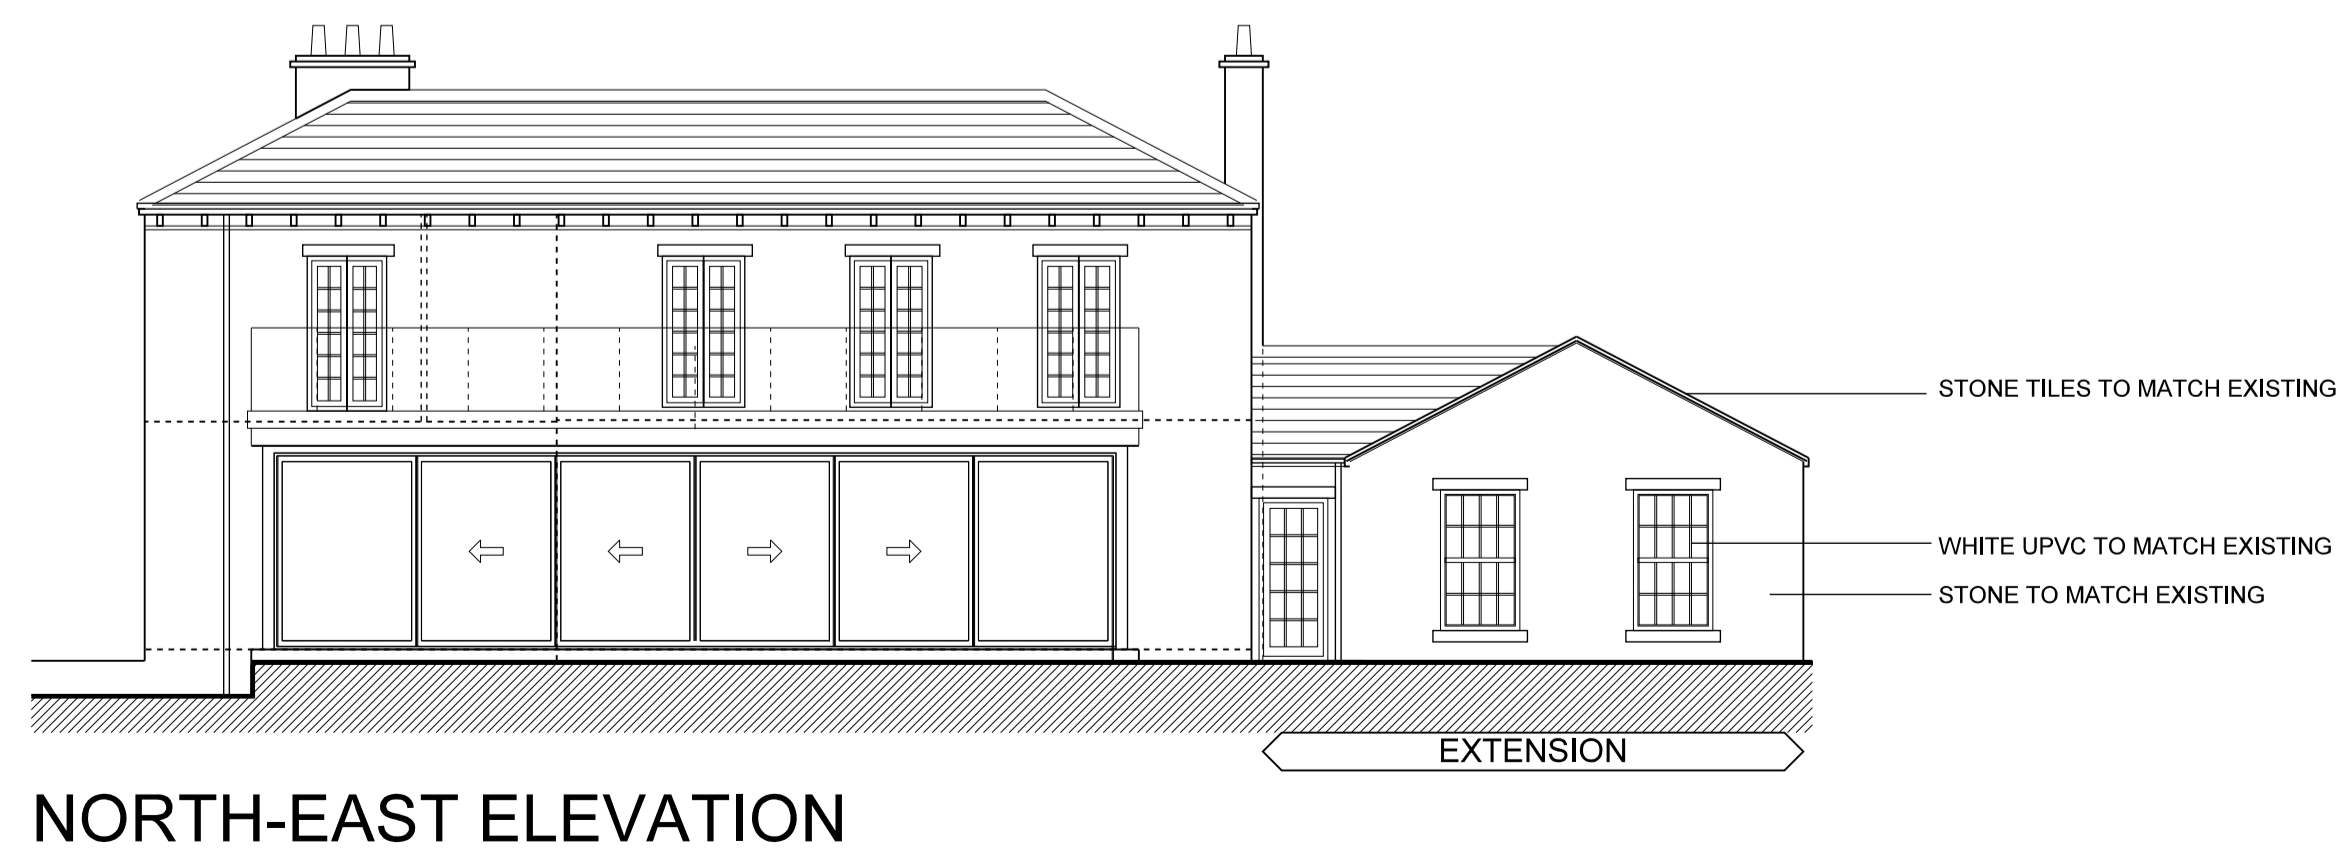 STONE TILES TO MATCH EXISTING
WHITE UPVC TO MATCH EXISTING
STONE TO MATCH EXISTING
EXTENSION
NORTH-EAST ELEVATION